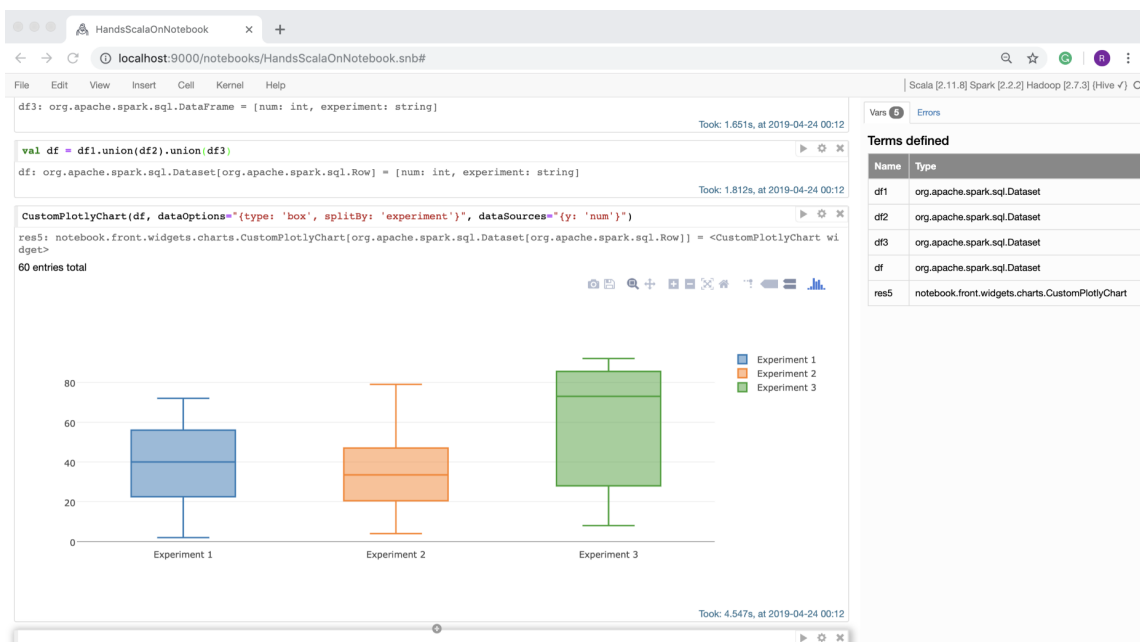 HandsScalaOnNotebook
localhost:9000/notebooks/HandsScalaOnNotebook.snb#
R
File Edit View Insert Cell Kernel Help
Scala [2.11.8] Spark [2.2.2] Hadoop [2.7.3] {Hive ✓}
df3: org.apache.spark.sql.DataFrame = [num: int, experiment: string]
Took: 1.651s, at 2019-04-24 00:12
val df = df1.union(df2).union(df3)
df: org.apache.spark.sql.Dataset[org.apache.spark.sql.Row] = [num: int, experiment: string]
Took: 1.812s, at 2019-04-24 00:12
CustomPlotlyChart(df, dataOptions="{type: 'box', splitBy: 'experiment'}", dataSources="{y: 'num'}")
res5: notebook.front.widgets.charts.CustomPlotlyChart[org.apache.spark.sql.Dataset[org.apache.spark.sql.Row]] = <CustomPlotlyChart wi
dget>
60 entries total
Experiment 1
Experiment 2
Experiment 3
80
60
40
20
0
Experiment 1 Experiment 2 Experiment 3
Took: 4.547s, at 2019-04-24 00:12
Vars 5 Errors
Terms defined
Name Type
df1 org.apache.spark.sql.Dataset
df2 org.apache.spark.sql.Dataset
df3 org.apache.spark.sql.Dataset
df org.apache.spark.sql.Dataset
res5 notebook.front.widgets.charts.CustomPlotlyChart